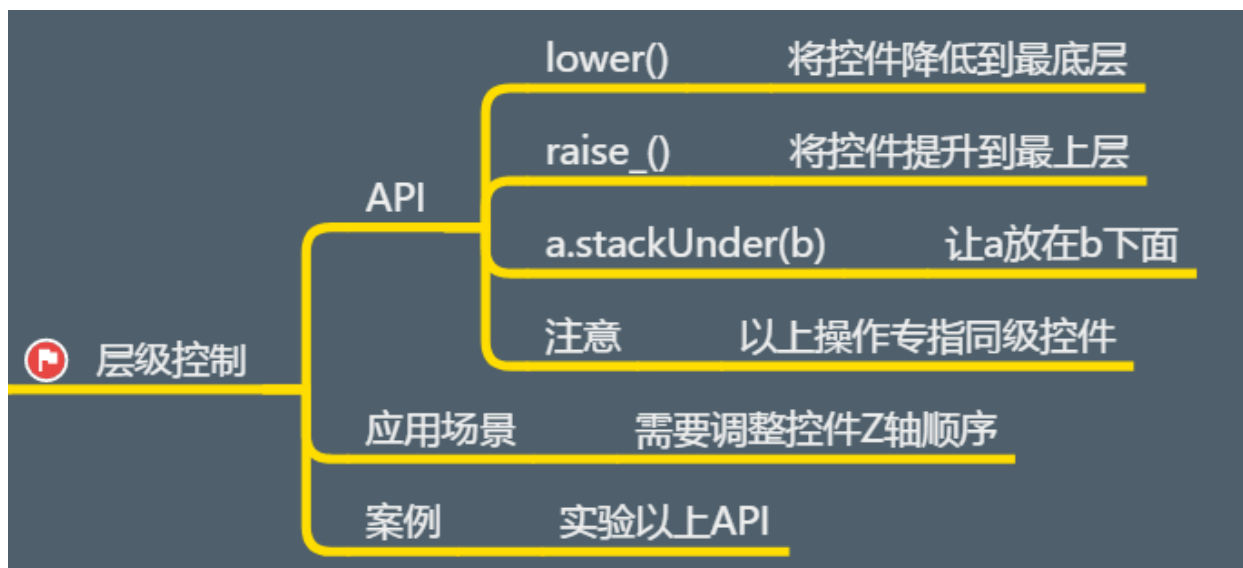 lower() 将控件降低到最底层
raise_() 将控件提升到最上层
API
a.stackUnder(b) 让a放在b下面
注意 以上操作专指同级控件
层级控制
应用场景 需要调整控件Z轴顺序
案例 实验以上API